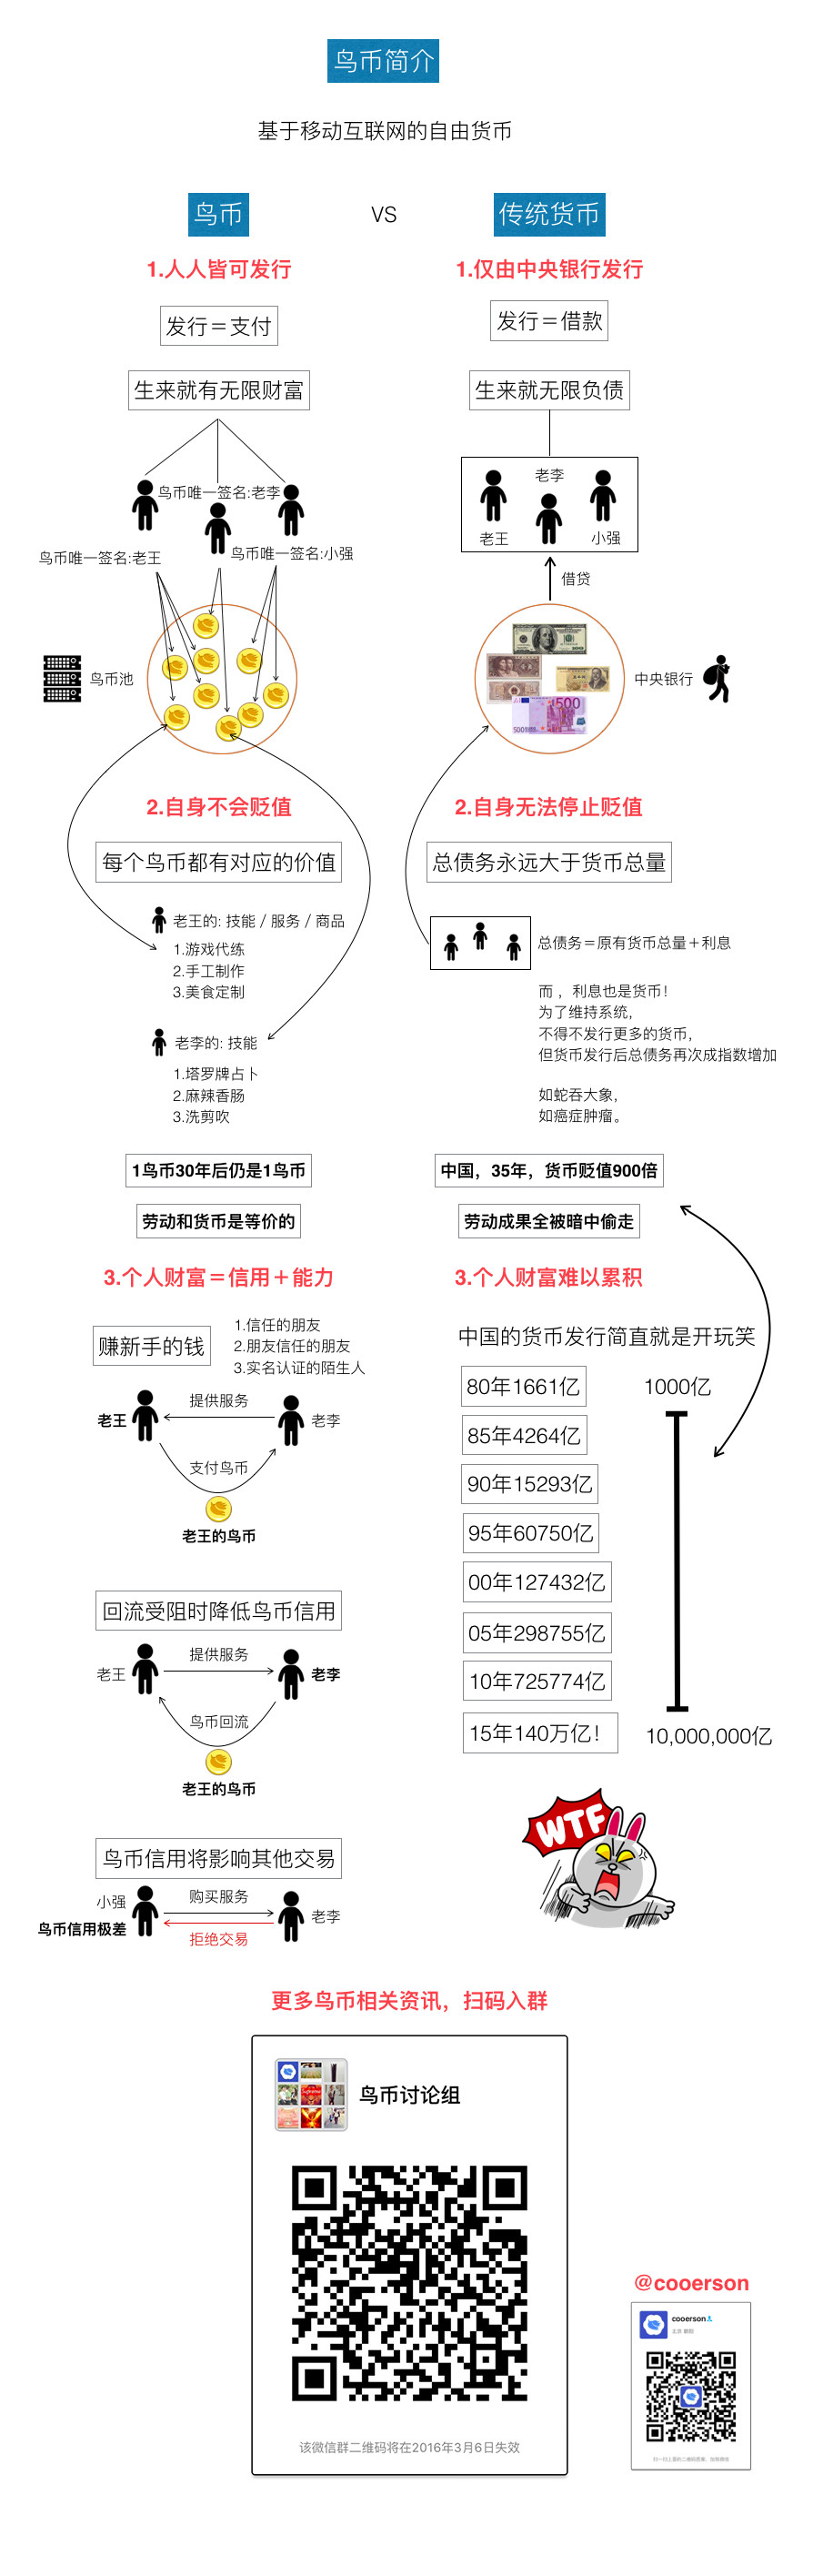 鸟币简介
基于移动互联网的自由货币
鸟币
VS
传统货币
1.人人皆可发行
发行＝支付
生来就有无限财富
鸟币唯一签名:老李
鸟币唯一签名:老王
鸟币唯一签名:小强
鸟币池
1.仅由中央银行发行
发行＝借款
生来就无限负债
老李
老王
小强
借贷
中央银行
2.自身不会贬值
每个鸟币都有对应的价值
老王的: 技能 / 服务 / 商品
1.游戏代练
2.手工制作
3.美食定制
老李的: 技能
1.塔罗牌占卜
2.麻辣香肠
3.洗剪吹
1鸟币30年后仍是1鸟币
劳动和货币是等价的
2.自身无法停止贬值
总债务永远大于货币总量
总债务＝原有货币总量＋利息
而 ，利息也是货币！
为了维持系统，
不得不发行更多的货币，
但货币发行后总债务再次成指数增加
如蛇吞大象，
如癌症肿瘤。
中国，35年，货币贬值900倍
劳动成果全被暗中偷走
3.个人财富＝信用＋能力
赚新手的钱
1.信任的朋友
2.朋友信任的朋友
3.实名认证的陌生人
老王
提供服务
老李
支付鸟币
老王的鸟币
回流受阻时降低鸟币信用
老王
提供服务
老李
鸟币回流
老王的鸟币
鸟币信用将影响其他交易
小强
鸟币信用极差
购买服务
拒绝交易
老李
3.个人财富难以累积
中国的货币发行简直就是开玩笑
80年1661亿
85年4264亿
90年15293亿
95年60750亿
00年127432亿
05年298755亿
10年725774亿
15年140万亿！
1000亿
10,000,000亿
WTF
更多鸟币相关资讯，扫码入群
鸟币讨论组
该微信群二维码将在2016年3月6日失效
@cooerson
cooerson